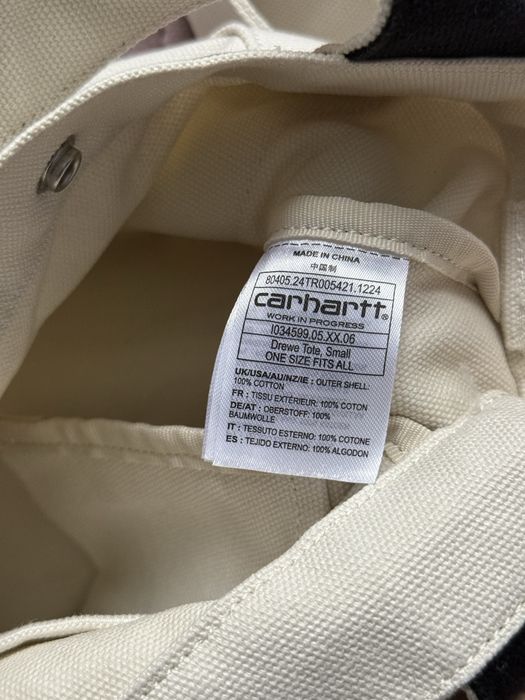 MADE IN CHINA
中国制
80405.24TR005421.1224
carhartt
WORK IN PROGRESS
I034599.05.XX.06
Drewe Tote, Small
ONE SIZE FITS ALL
UK/USA/AU/NZ/IE : OUTER SHELL:
100% COTTON
FR : TISSU EXTÉRIEUR: 100% COTON
DE/AT : OBERSTOFF: 100%
BAUMWOLLE
IT : TESSUTO ESTERNO: 100% COTONE
ES : TEJIDO EXTERNO: 100% ALGODON